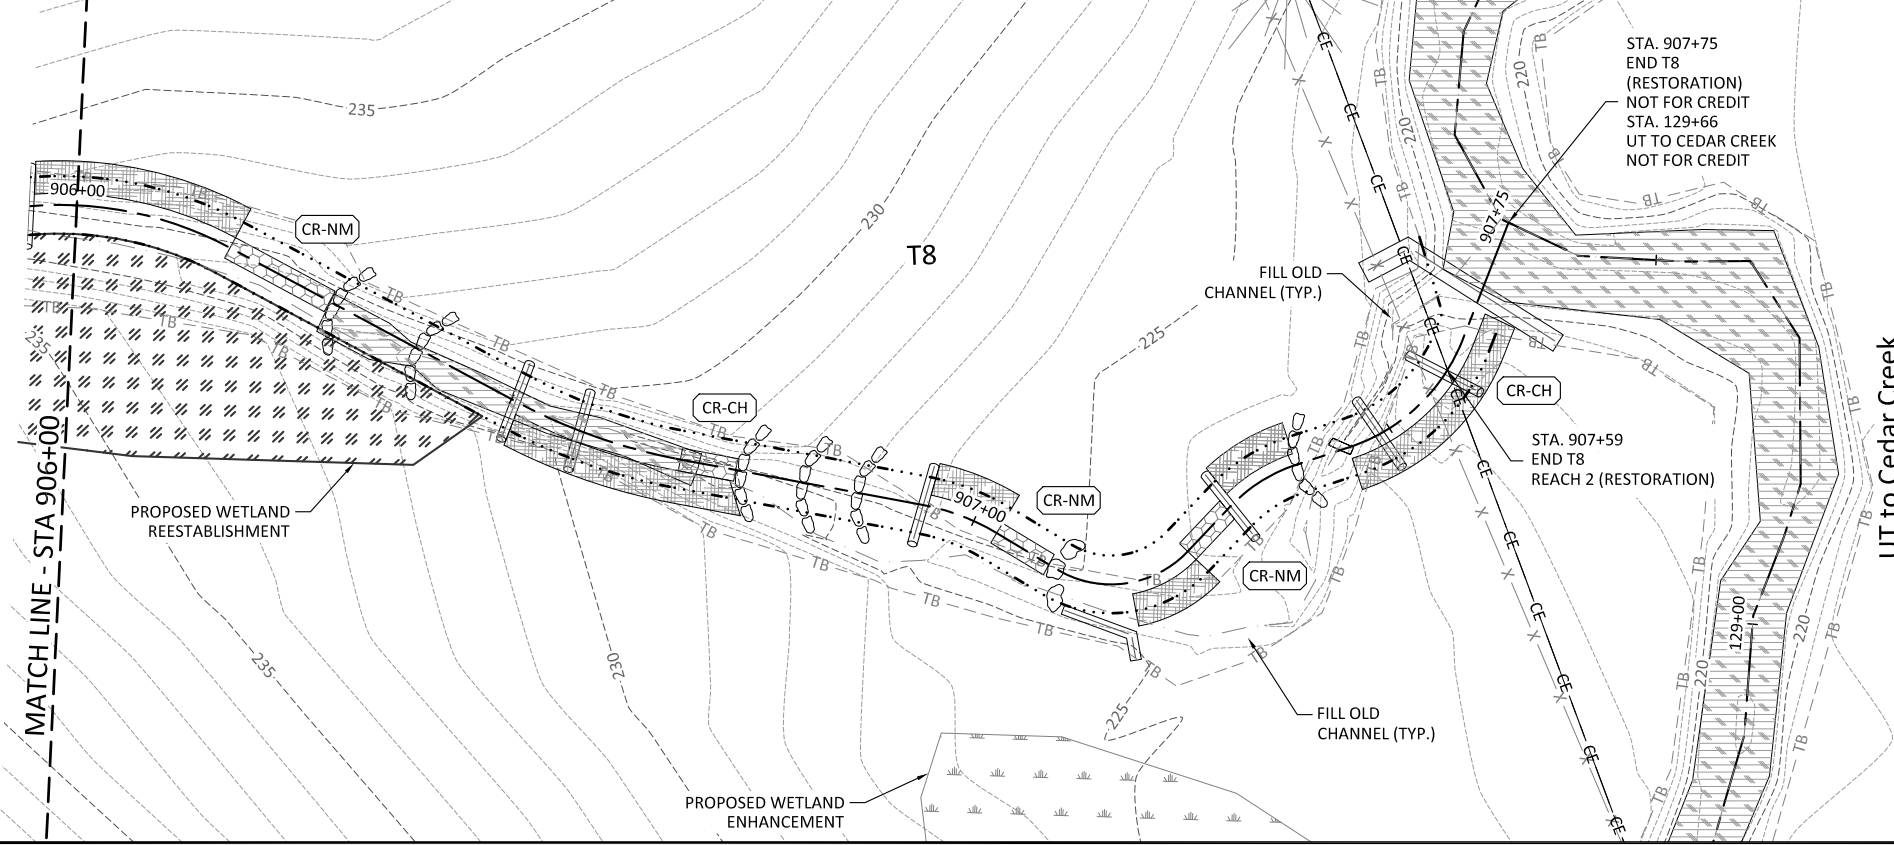 STA. 907+75
END T8
(RESTORATION)
NOT FOR CREDIT
STA. 129+66
UT TO CEDAR CREEK
NOT FOR CREDIT
235
906+00
CR-NM
230
T8
220
220
907+75
FILL OLD
CHANNEL (TYP.)
225
TB
CE
X
235
CR-CH
CR-CH
STA. 907+59
END T8
REACH 2 (RESTORATION)
PROPOSED WETLAND
REESTABLISHMENT
907+00
CR-NM
CR-NM
MATCH LINE - STA 906+00
UT to Cedar Creek
129+00
220
220
235
230
225
FILL OLD
CHANNEL (TYP.)
PROPOSED WETLAND
ENHANCEMENT